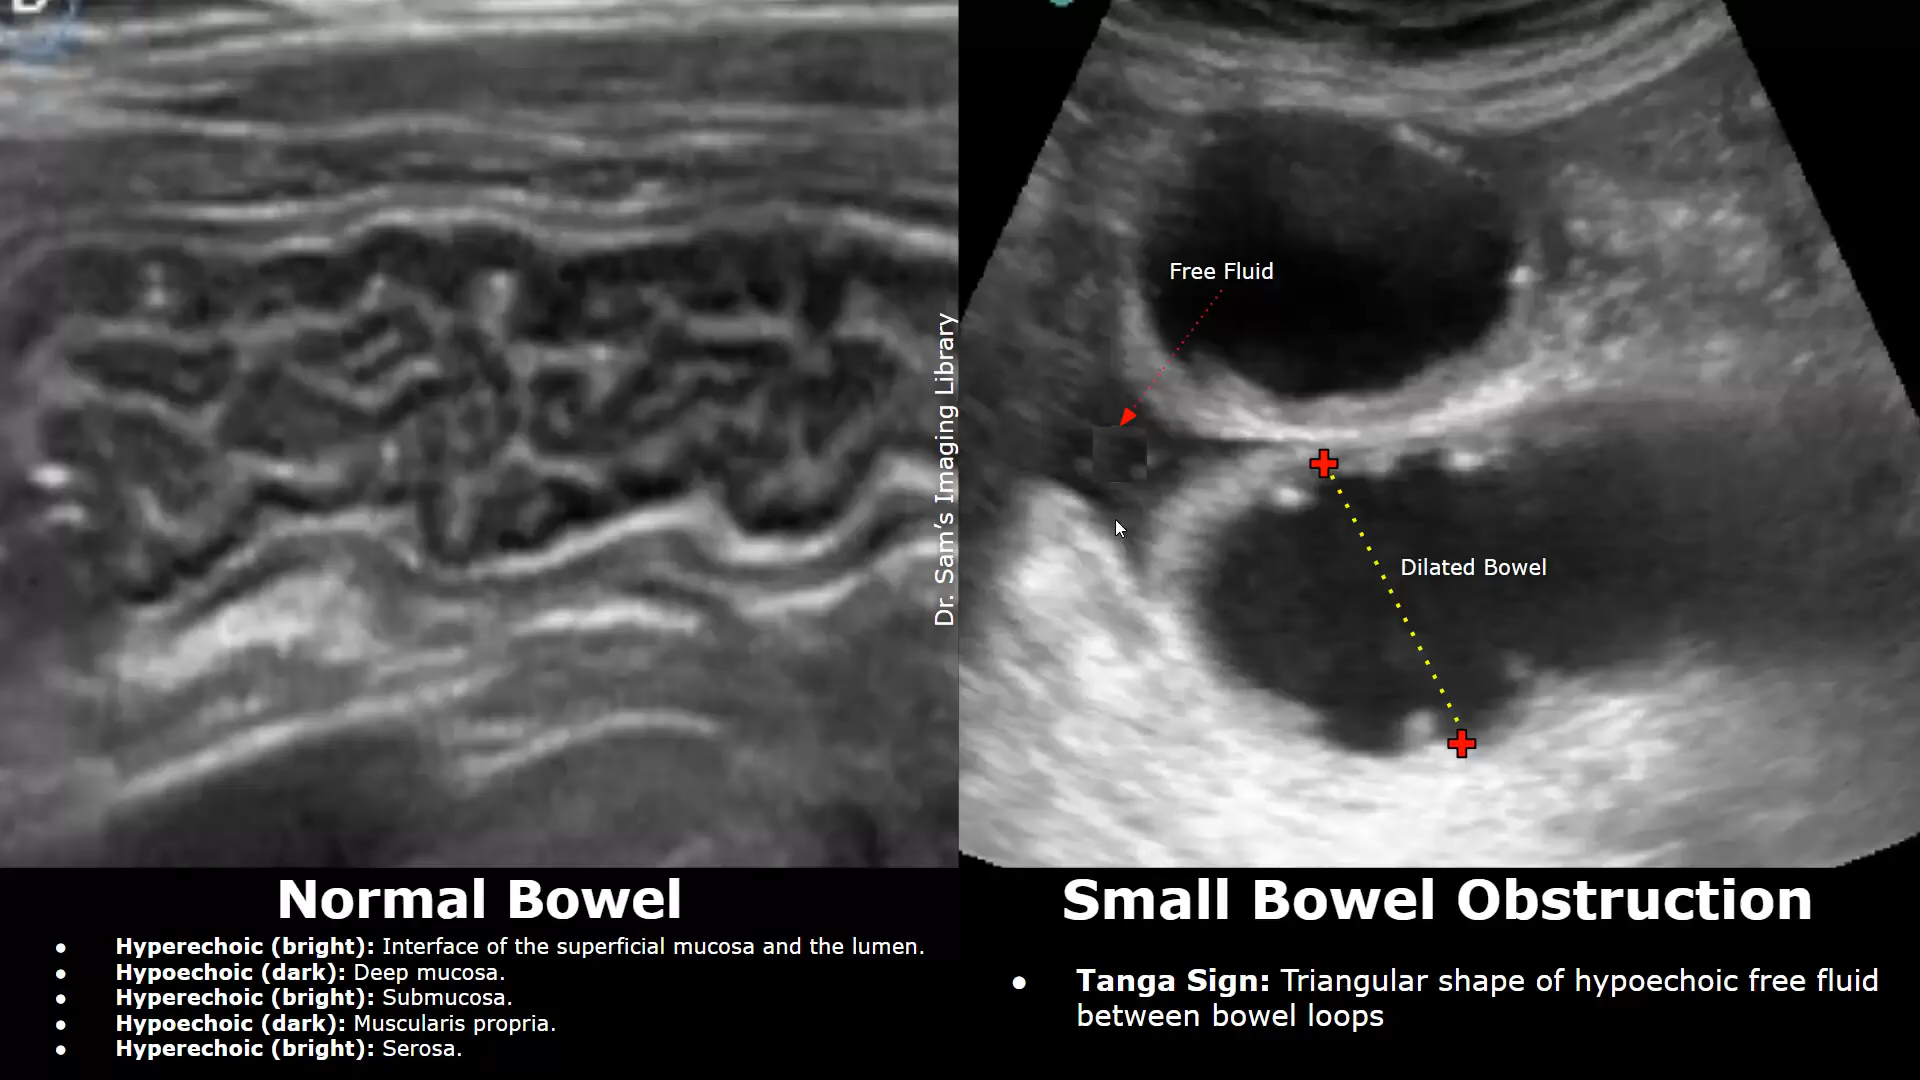 Free Fluid
Dr. Sam’s Imaging Library
Dilated Bowel
Normal Bowel
● Hyperechoic (bright): Interface of the superficial mucosa and the lumen.
● Hypoechoic (dark): Deep mucosa.
● Hyperechoic (bright): Submucosa.
● Hypoechoic (dark): Muscularis propria.
● Hyperechoic (bright): Serosa.
Small Bowel Obstruction
● Tanga Sign: Triangular shape of hypoechoic free fluid
between bowel loops